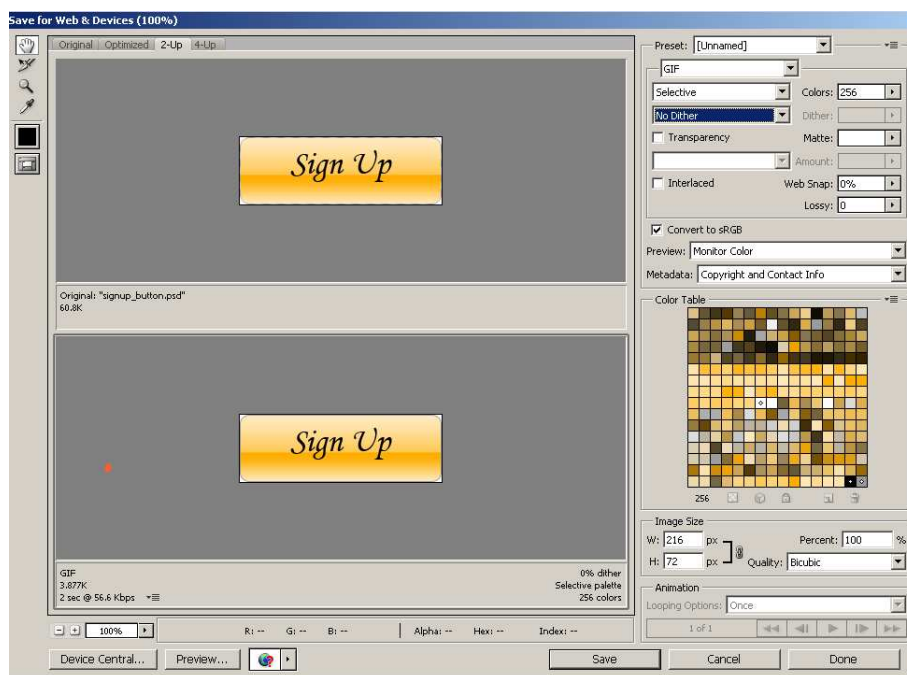 Save for Web & Devices (100%)
Original Optimized 2-Up 4-Up
Sign Up
Original: "signup_button.psd"
60.8K
Sign Up
GIF
3.877K
2 sec @ 56.6 Kbps
0% dither
Selective palette
256 colors
100%
R: -- G: -- B: -- Alpha: -- Hex: -- Index: --
Device Central... Preview... Save Cancel Done
Preset: [Unnamed]
GIF
Selective Colors: 256
No Dither Dither:
Transparency Matte:
Amount:
Interlaced Web Snap: 0%
Lossy: 0
Convert to sRGB
Preview: Monitor Color
Metadata: Copyright and Contact Info
Color Table
256
Image Size
W: 216 px Percent: 100 %
H: 72 px Quality: Bicubic
Animation
Looping Options: Once
1 of 1